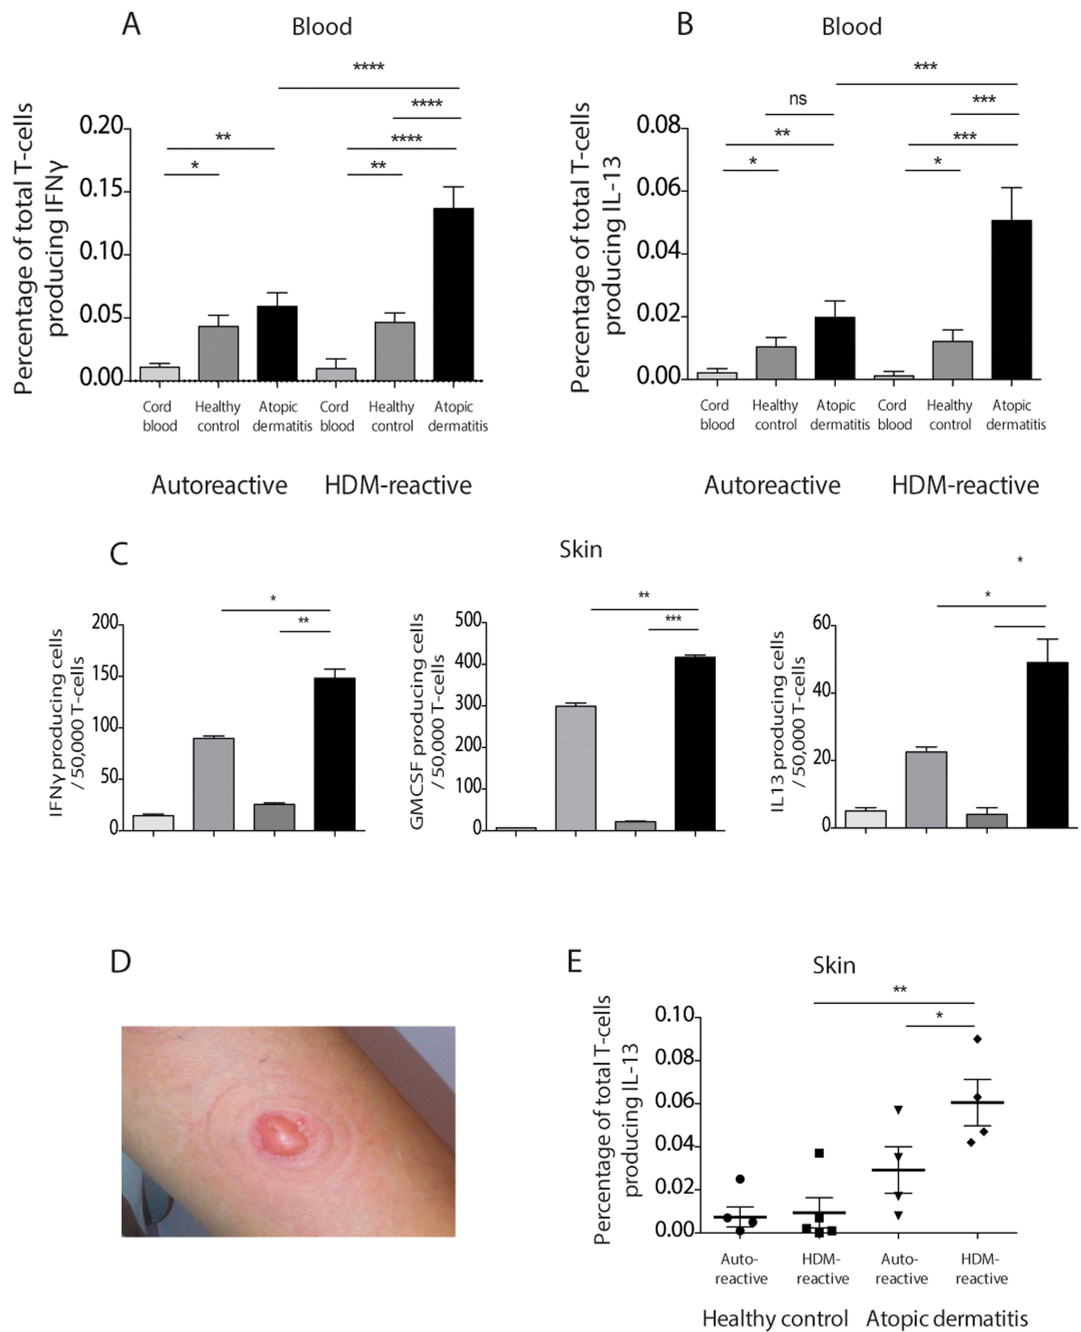 A
Blood
****
****
**
****
*
**
Percentage of total T-cells
producing IFNγ
0.20
0.15
0.10
0.05
0.00
Cord
blood
Healthy
control
Atopic
dermatitis
Cord
blood
Healthy
control
Atopic
dermatitis
Autoreactive
HDM-reactive
B
Blood
***
ns
***
**
***
*
*
Percentage of total T-cells
producing IL-13
0.08
0.06
0.04
0.02
0.00
Cord
blood
Healthy
control
Atopic
dermatitis
Cord
blood
Healthy
control
Atopic
dermatitis
Autoreactive
HDM-reactive
C
Skin
*
**
IFNγ producing cells
/ 50,000 T-cells
200
150
100
50
0
**
***
GMCSF producing cells
/ 50,000 T-cells
500
400
300
200
100
0
*
*
IL13 producing cells
/ 50,000 T-cells
60
40
20
0
D
E
Skin
**
*
Percentage of total T-cells
producing IL-13
0.10
0.08
0.06
0.04
0.02
0.00
Auto-
reactive
HDM-
reactive
Auto-
reactive
HDM-
reactive
Healthy control
Atopic dermatitis